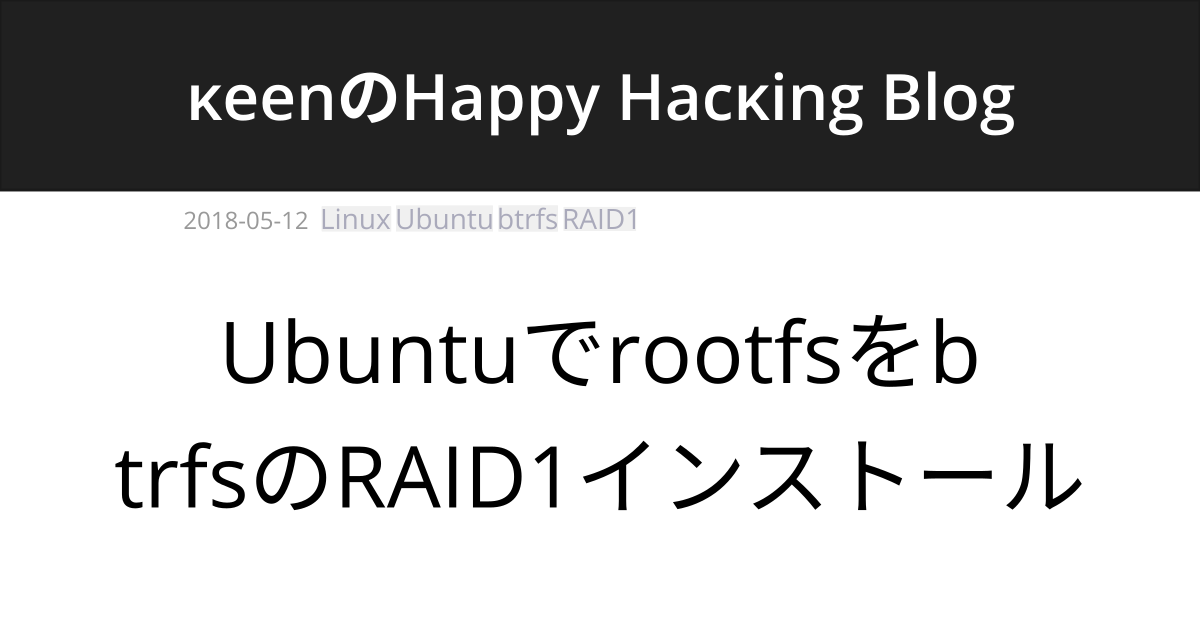 κeenのHappy Hacκing Blog
2018-05-12 Linux Ubuntu btrfs RAID1
Ubuntuでrootfsをb
trfsのRAID1インストール